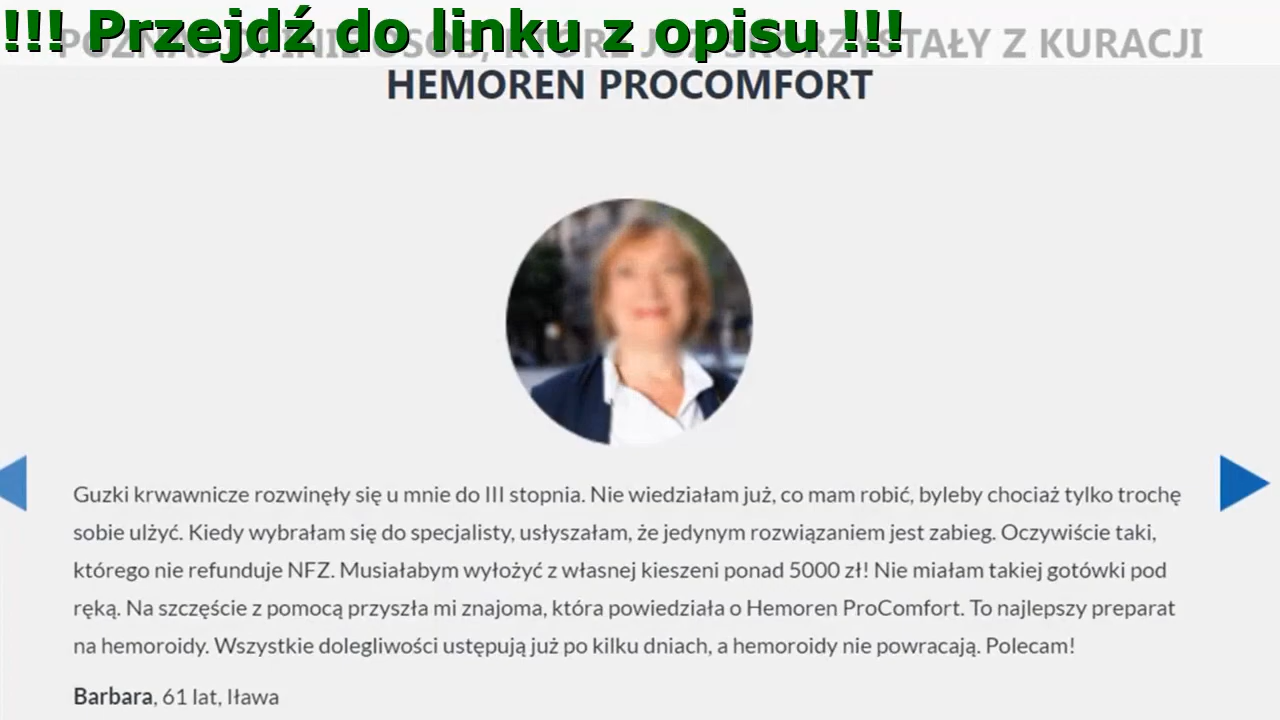 !!! Przejdź do linku z opisu !!!
SKORZYSTAŁY Z KURACJI
HEMOREN PROCOMFORT
Guzki krwawnicze rozwinęły się u mnie do III stopnia. Nie wiedziałam już, co mam robić, byleby chociaż tylko trochę
sobie ulżyć. Kiedy wybrałam się do specjalisty, usłyszałam, że jedynym rozwiązaniem jest zabieg. Oczywiście taki,
którego nie refunduje NFZ. Musiałabym wyłożyć z własnej kieszeni ponad 5000 zł! Nie miałam takiej gotówki pod
ręką. Na szczęście z pomocą przyszła mi znajoma, która powiedziała o Hemoren ProComfort. To najlepszy preparat
na hemoroidy. Wszystkie dolegliwości ustępują już po kilku dniach, a hemoroidy nie powracają. Polecam!
Barbara, 61 lat, Iława